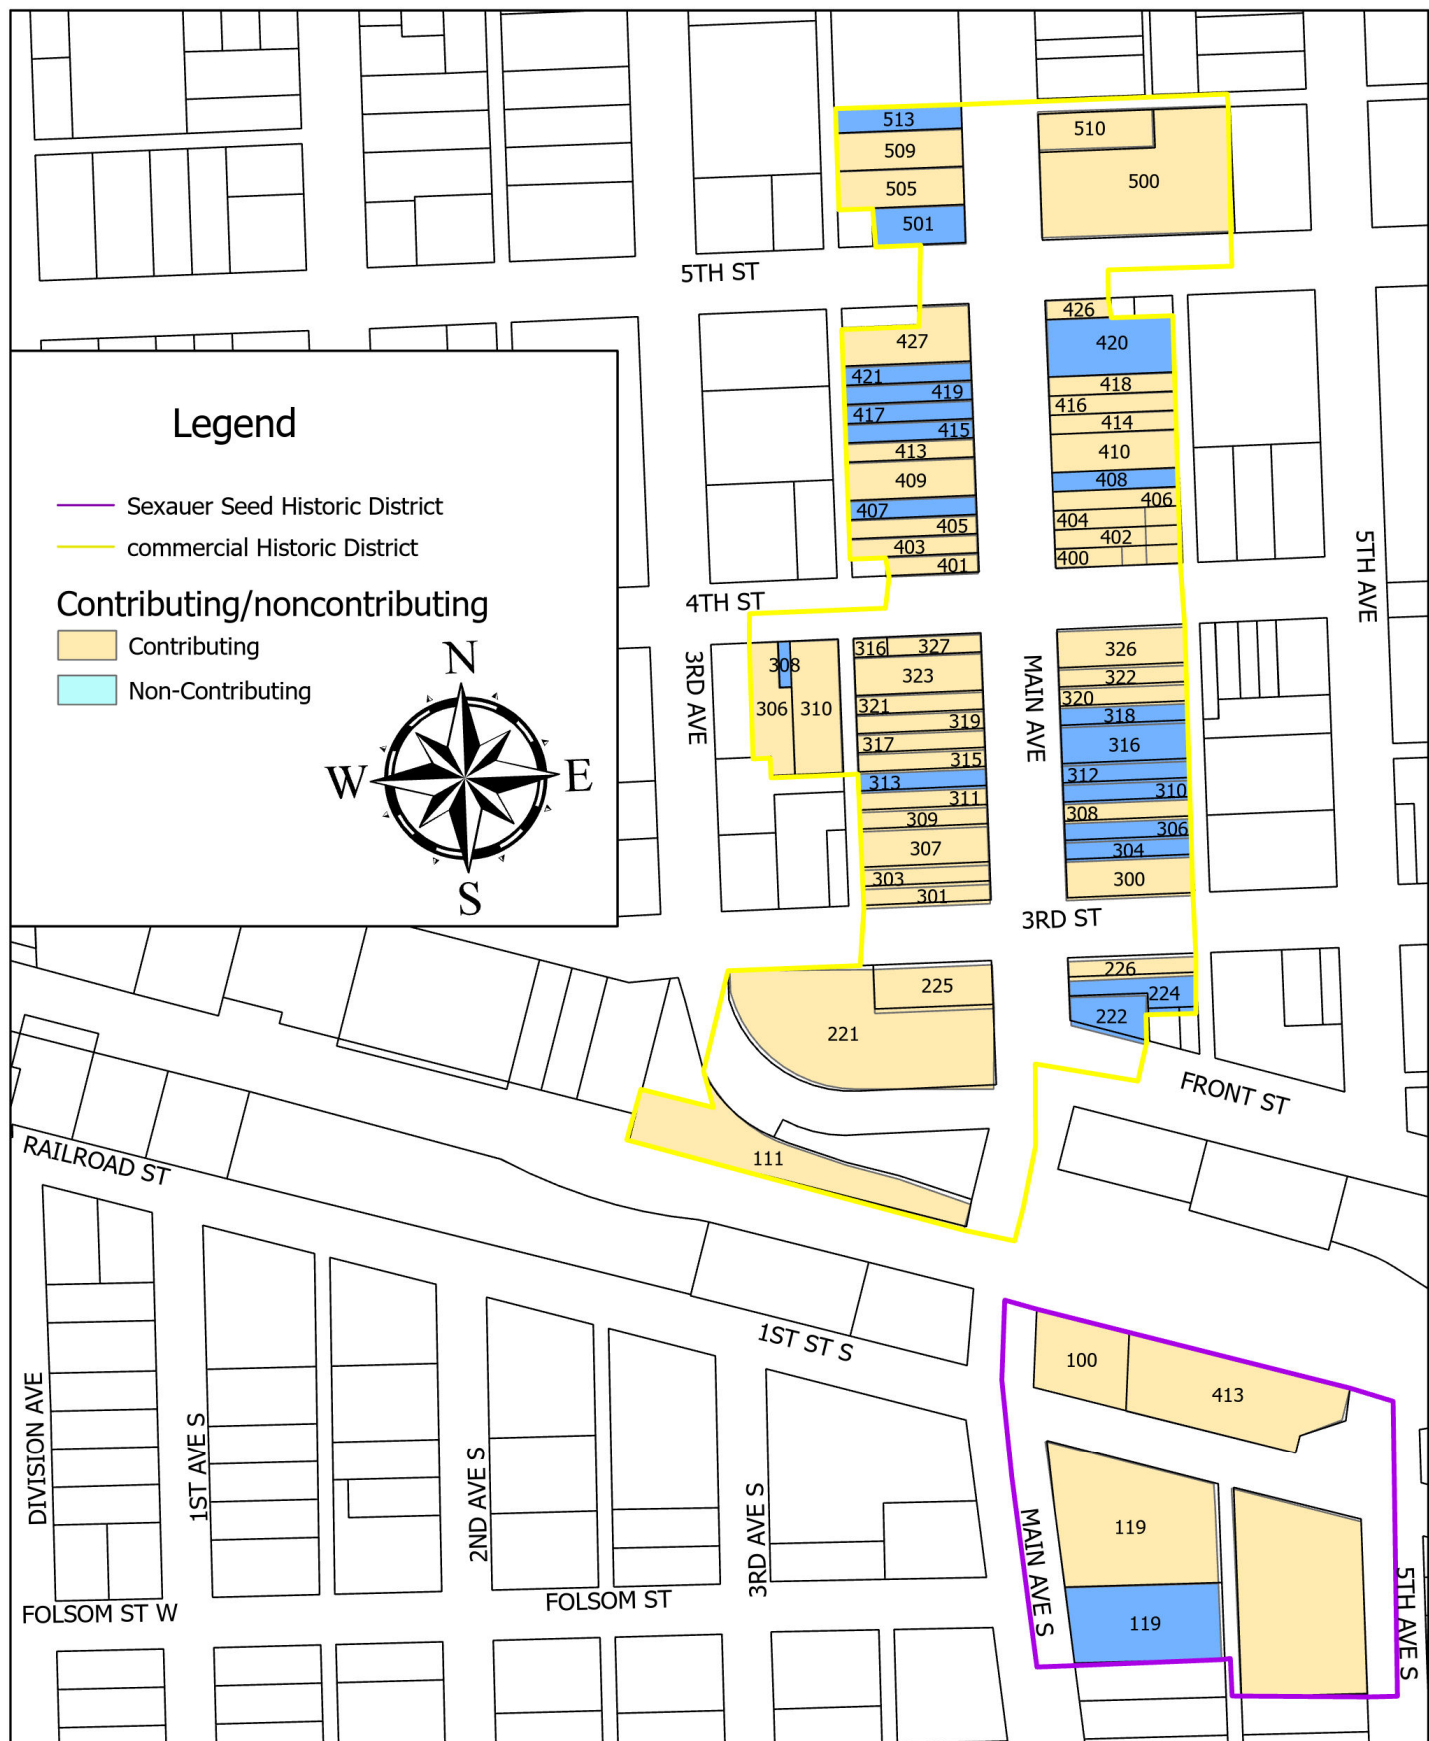 513
510
509
500
505
501
5TH ST
426
427
420
421
418
419
416
417
414
415
413
410
409
408
406
407
404
405
402
403
400
401
4TH ST
5TH AVE
Legend
Sexauer Seed Historic District
commercial Historic District
Contributing/noncontributing
Contributing
Non-Contributing
N
W
E
S
3RD AVE
308
306
310
316
327
323
321
319
317
315
313
311
309
307
303
301
MAIN AVE
326
322
320
318
316
312
310
308
306
304
300
3RD ST
225
221
226
224
222
FRONT ST
111
RAILROAD ST
1ST ST S
100
413
119
119
DIVISION AVE
1ST AVE S
2ND AVE S
3RD AVE S
MAIN AVE S
5TH AVE S
FOLSOM ST W
FOLSOM ST